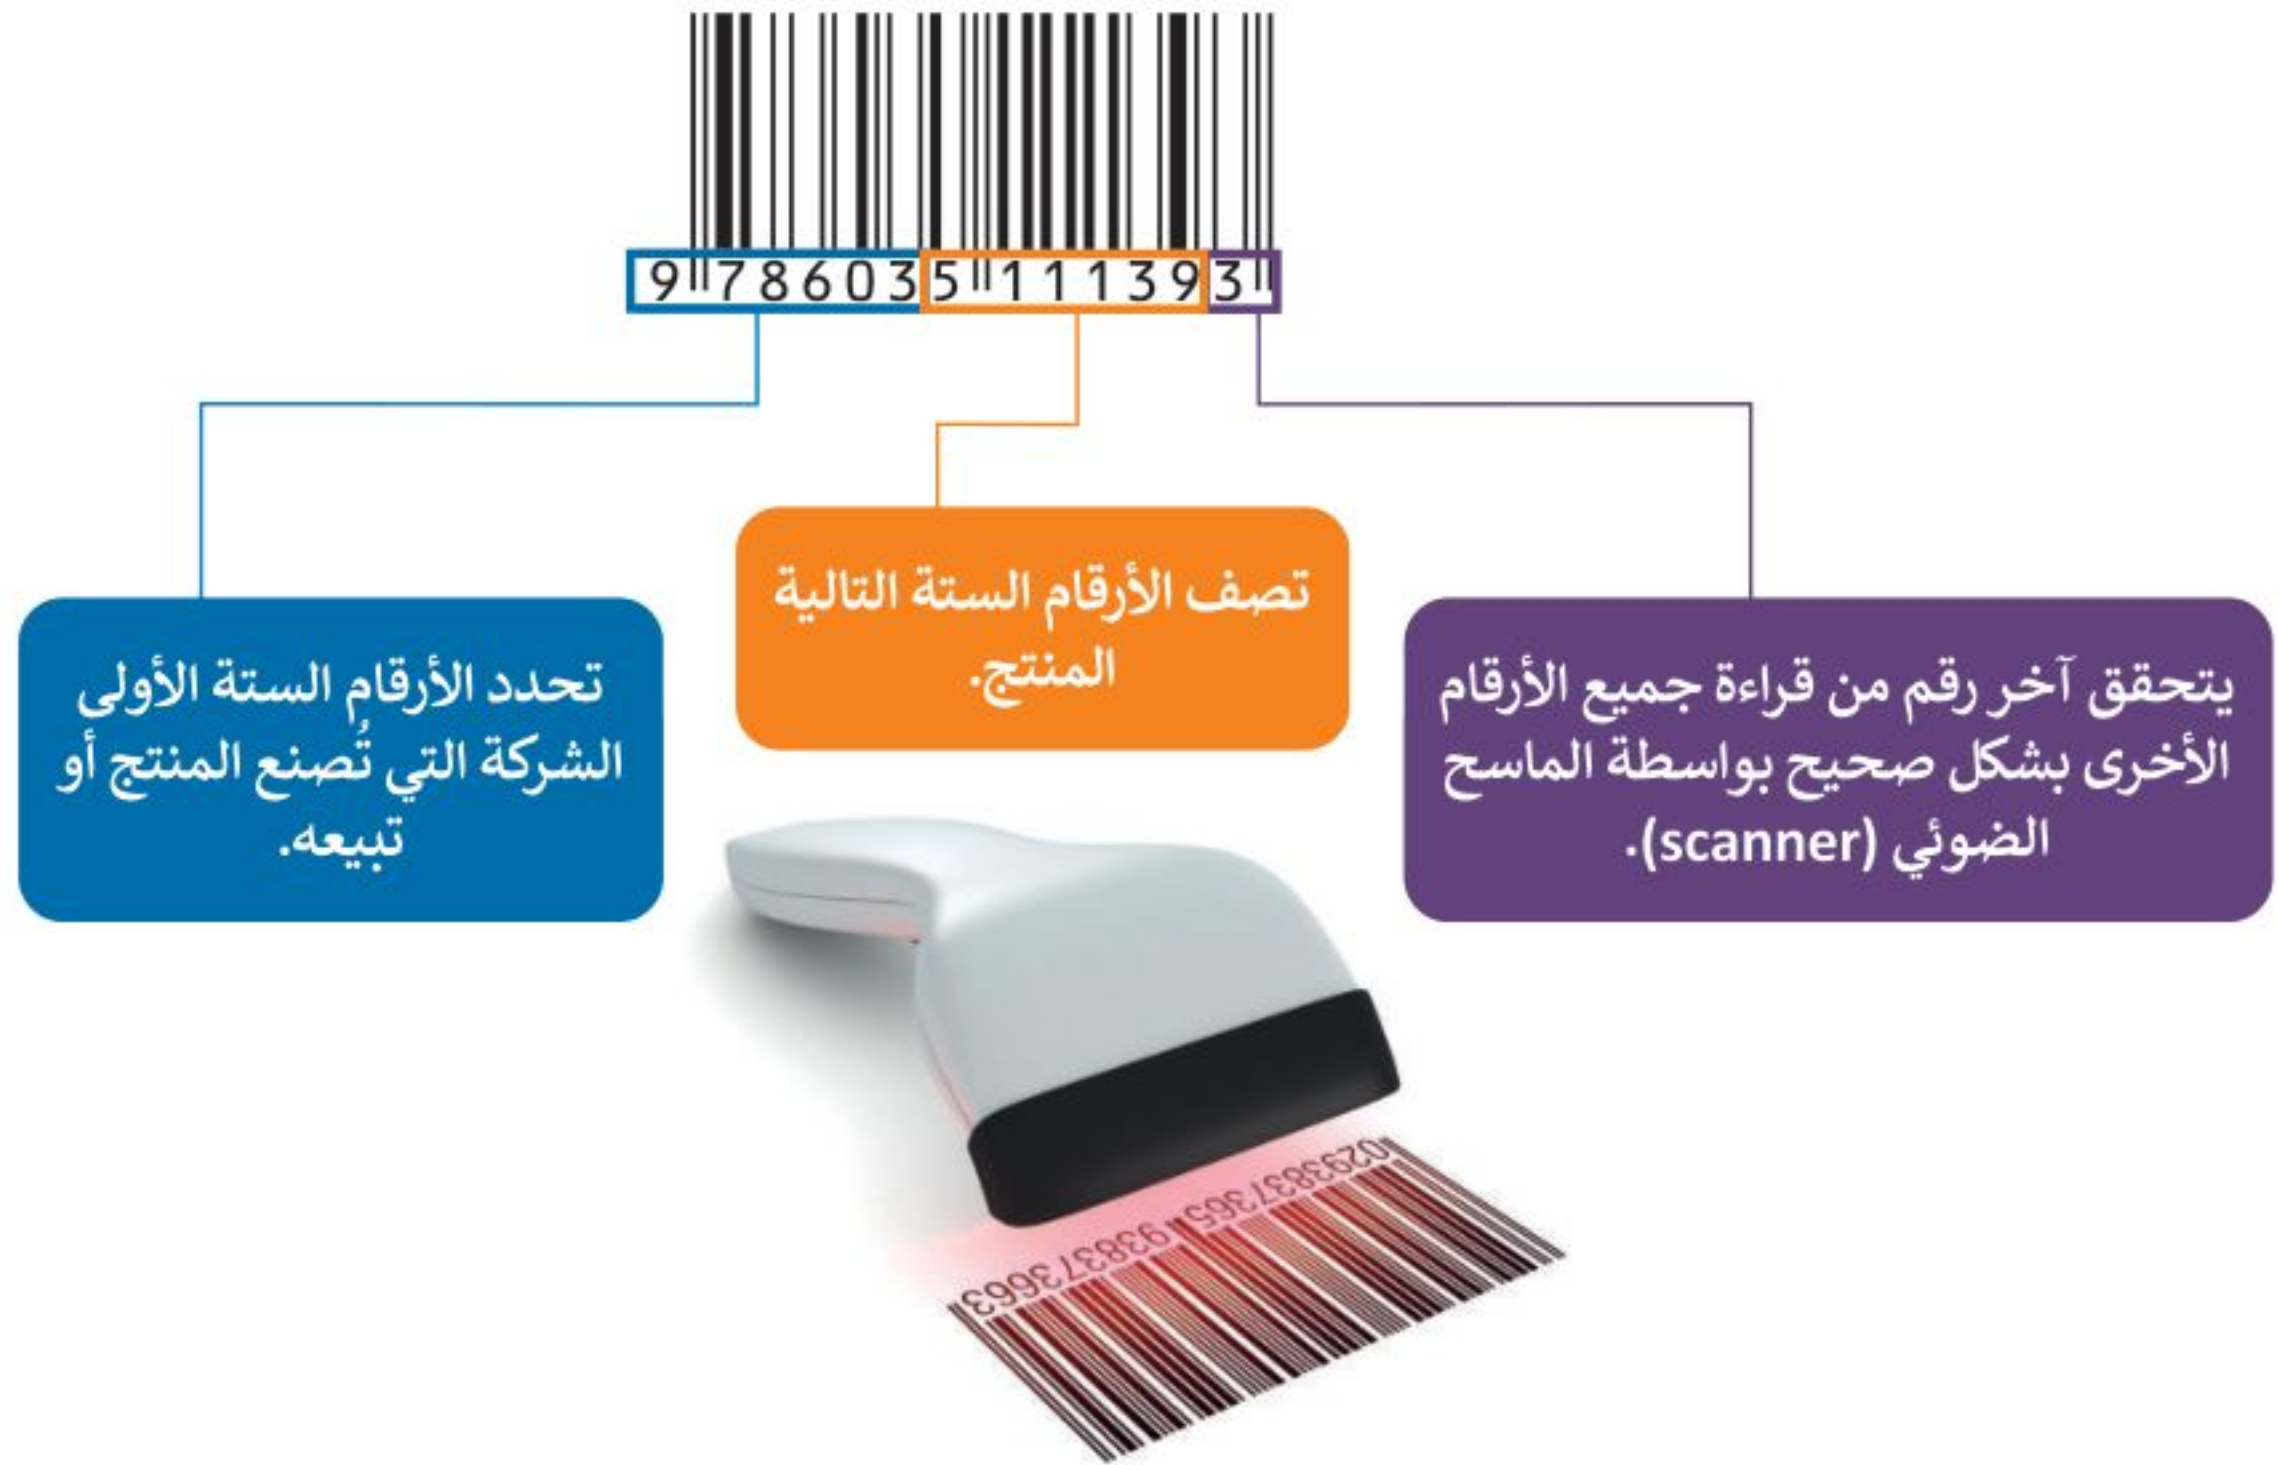 9 786035 111393
تصف الأرقام الستة التالية
المنتج.
يتحقق آخر رقم من قراءة جميع الأرقام
الأخرى بشكل صحيح بواسطة الماسح
الضوئي (scanner).
تحدد الأرقام الستة الأولى
الشركة التي تُصنع المنتج أو
تبيعه.
0293837365 938373663